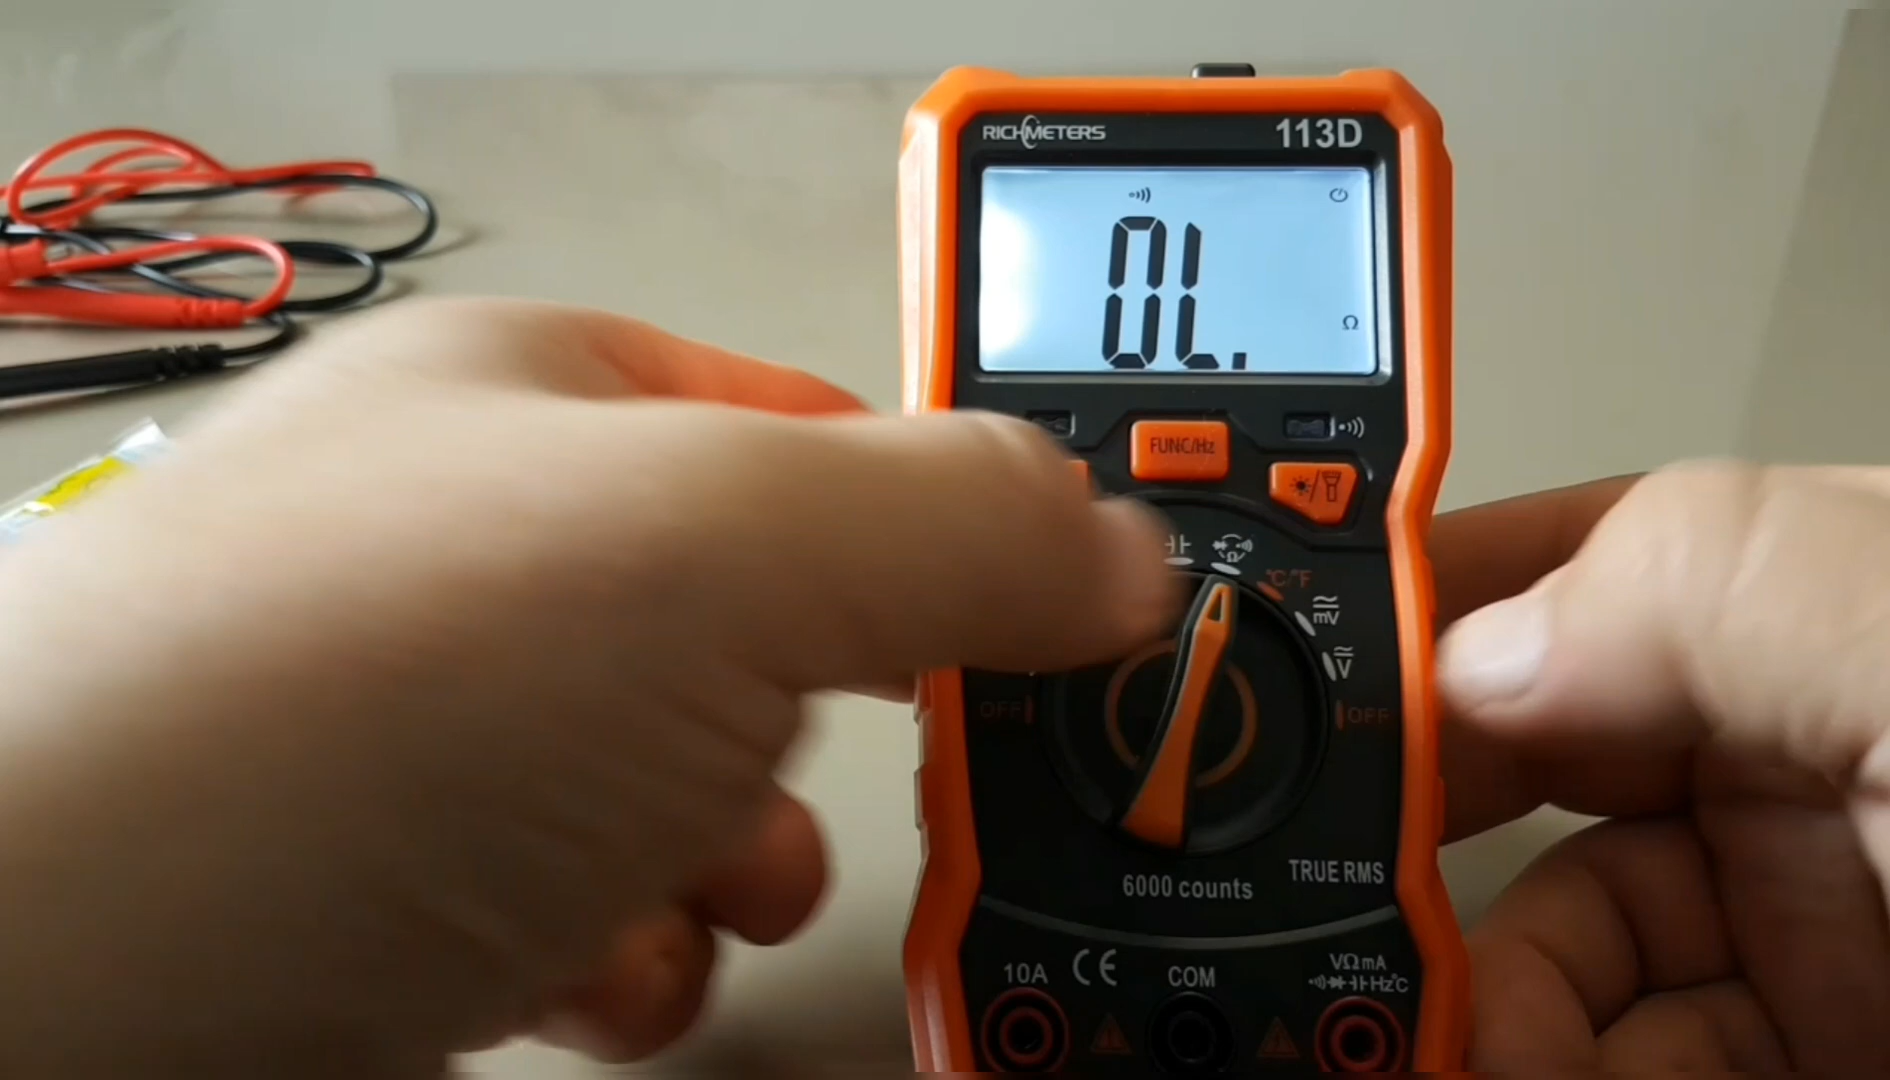 RICHMETERS 113D
0L.
Ω
FUNC/Hz
°C/°F
mV
V
OFF OFF
6000 counts TRUE RMS
10A CE COM VΩmA
Hz°C